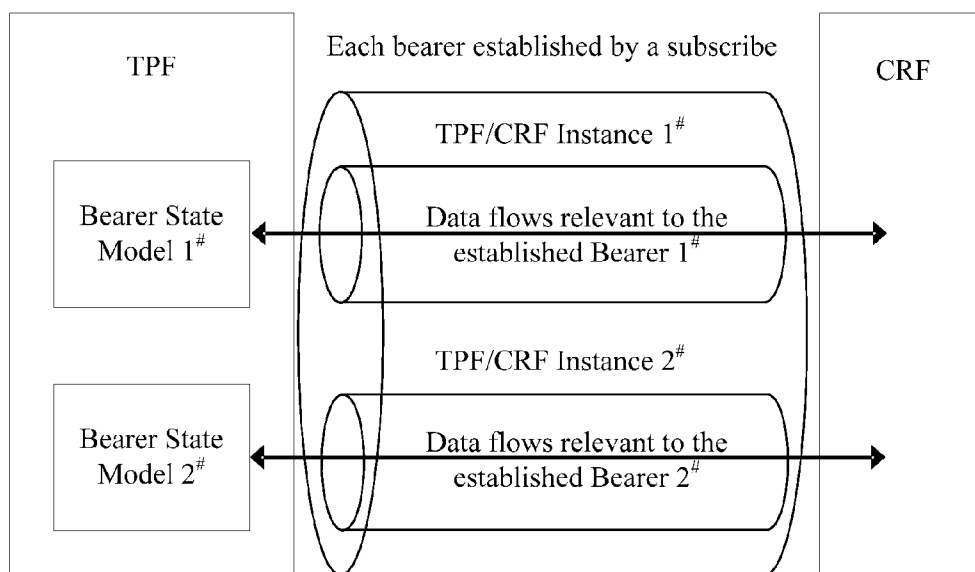 Each bearer established by a subscribe
TPF
CRF
TPF/CRF Instance 1#
Bearer State
Model 1#
Data flows relevant to the
established Bearer 1#
TPF/CRF Instance 2#
Bearer State
Model 2#
Data flows relevant to the
established Bearer 2#